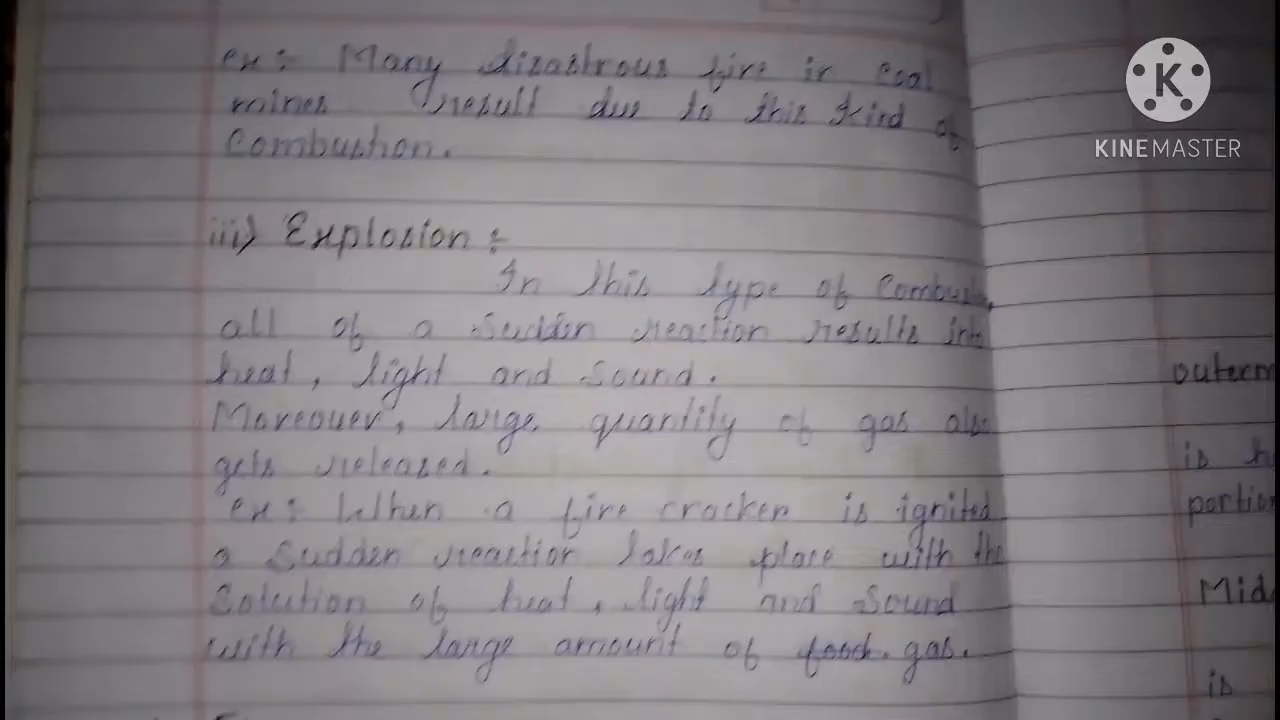 ex:- Many disastrous fire in coal
mines result due to this kind of
Combustion.
iii) Explosion :-
In this type of Combust
all of a sudden reaction results into
heat, light and sound.
Moreover, large quantity of gas also
gets released.
ex:- When a fire cracker is ignited
a sudden reaction takes place with the
Solution of heat, light and sound
with the large amount of gas.
outerm
is h
portion
Mid
is
K
KINEMASTER